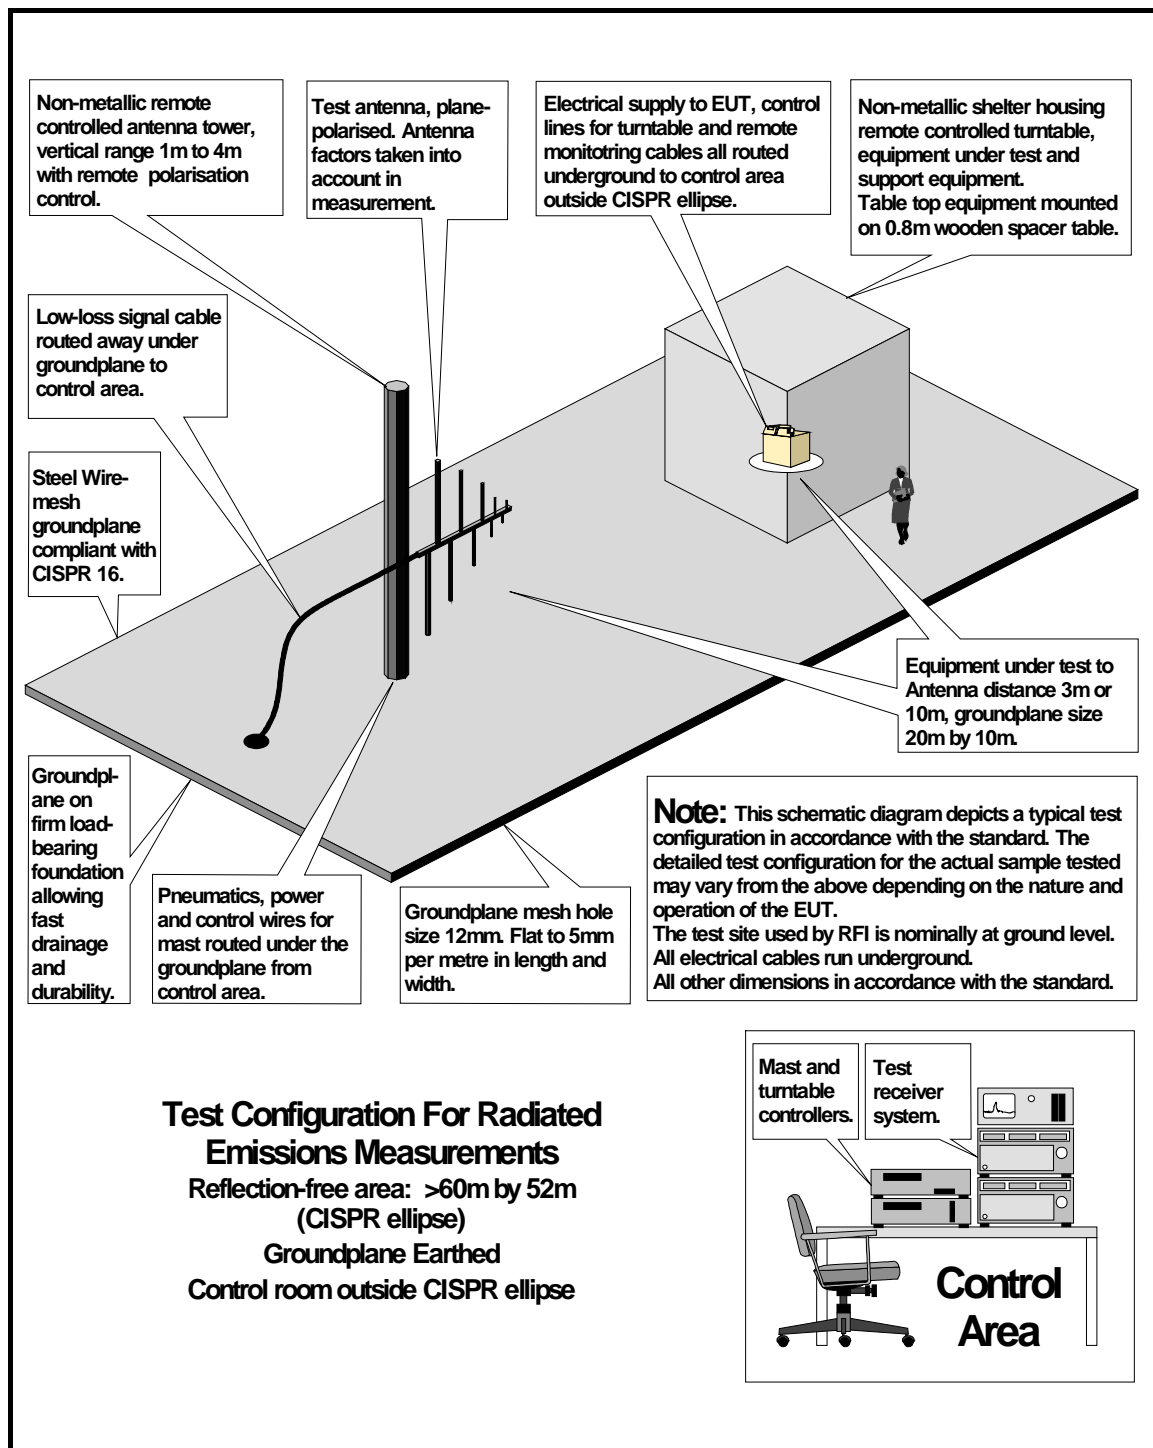 Non-metallic remote
controlled antenna tower,
vertical range 1m to 4m
with remote polarisation
control.
Test antenna, plane-
polarised. Antenna
factors taken into
account in
measurement.
Electrical supply to EUT, control
lines for turntable and remote
monitotring cables all routed
underground to control area
outside CISPR ellipse.
Non-metallic shelter housing
remote controlled turntable,
equipment under test and
support equipment.
Table top equipment mounted
on 0.8m wooden spacer table.
Low-loss signal cable
routed away under
groundplane to
control area.
Steel Wire-
mesh
groundplane
compliant with
CISPR 16.
Equipment under test to
Antenna distance 3m or
10m, groundplane size
20m by 10m.
Groundpl-
ane on
firm load-
bearing
foundation
allowing
fast
drainage
and
durability.
Pneumatics, power
and control wires for
mast routed under the
groundplane from
control area.
Groundplane mesh hole
size 12mm. Flat to 5mm
per metre in length and
width.
Note: This schematic diagram depicts a typical test
configuration in accordance with the standard. The
detailed test configuration for the actual sample tested
may vary from the above depending on the nature and
operation of the EUT.
The test site used by RFI is nominally at ground level.
All electrical cables run underground.
All other dimensions in accordance with the standard.
Test Configuration For Radiated
Emissions Measurements
Reflection-free area: >60m by 52m
(CISPR ellipse)
Groundplane Earthed
Control room outside CISPR ellipse
Mast and
turntable
controllers.
Test
receiver
system.
Control
Area